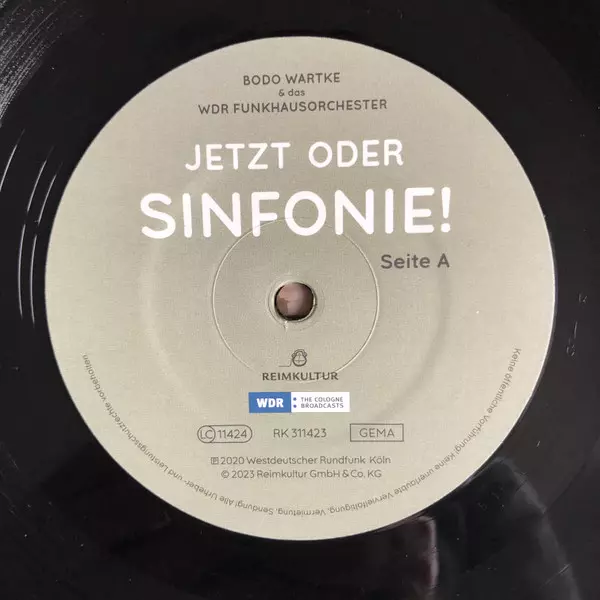 BODO WARTKE
& das
WDR FUNKHAUSORCHESTER
JETZT ODER
SINFONIE!
Seite A
REIMKULTUR
WDR THE COLOGNE
BROADCASTS
LC 11424 RK 311423 GEMA
℗ 2020 Westdeutscher Rundfunk Köln
© 2023 Reimkultur GmbH & Co. KG
Keine öffentliche Vorführung! Keine unerlaubte Vervielfältigung, Vermietung, Sendung! Alle Urheber- und Leistungsschutzrechte vorbehalten